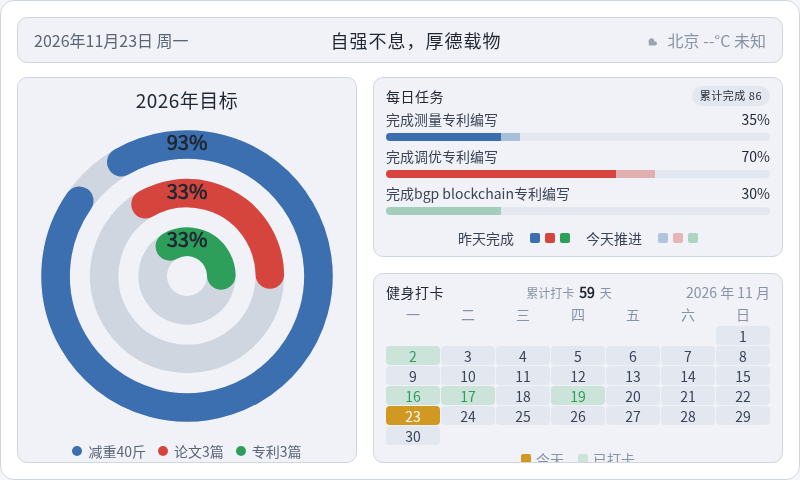 2026年11月23日 周一
自强不息，厚德载物
北京 --°C 未知
2026年目标
93%
33%
33%
减重40斤 论文3篇 专利3篇
每日任务
累计完成 86
完成测量专利编写 35%
完成调优专利编写 70%
完成bgp blockchain专利编写 30%
昨天完成 今天推进
健身打卡 累计打卡 59 天 2026 年 11 月
一 二 三 四 五 六 日
1
2 3 4 5 6 7 8
9 10 11 12 13 14 15
16 17 18 19 20 21 22
23 24 25 26 27 28 29
30
今天 已打卡